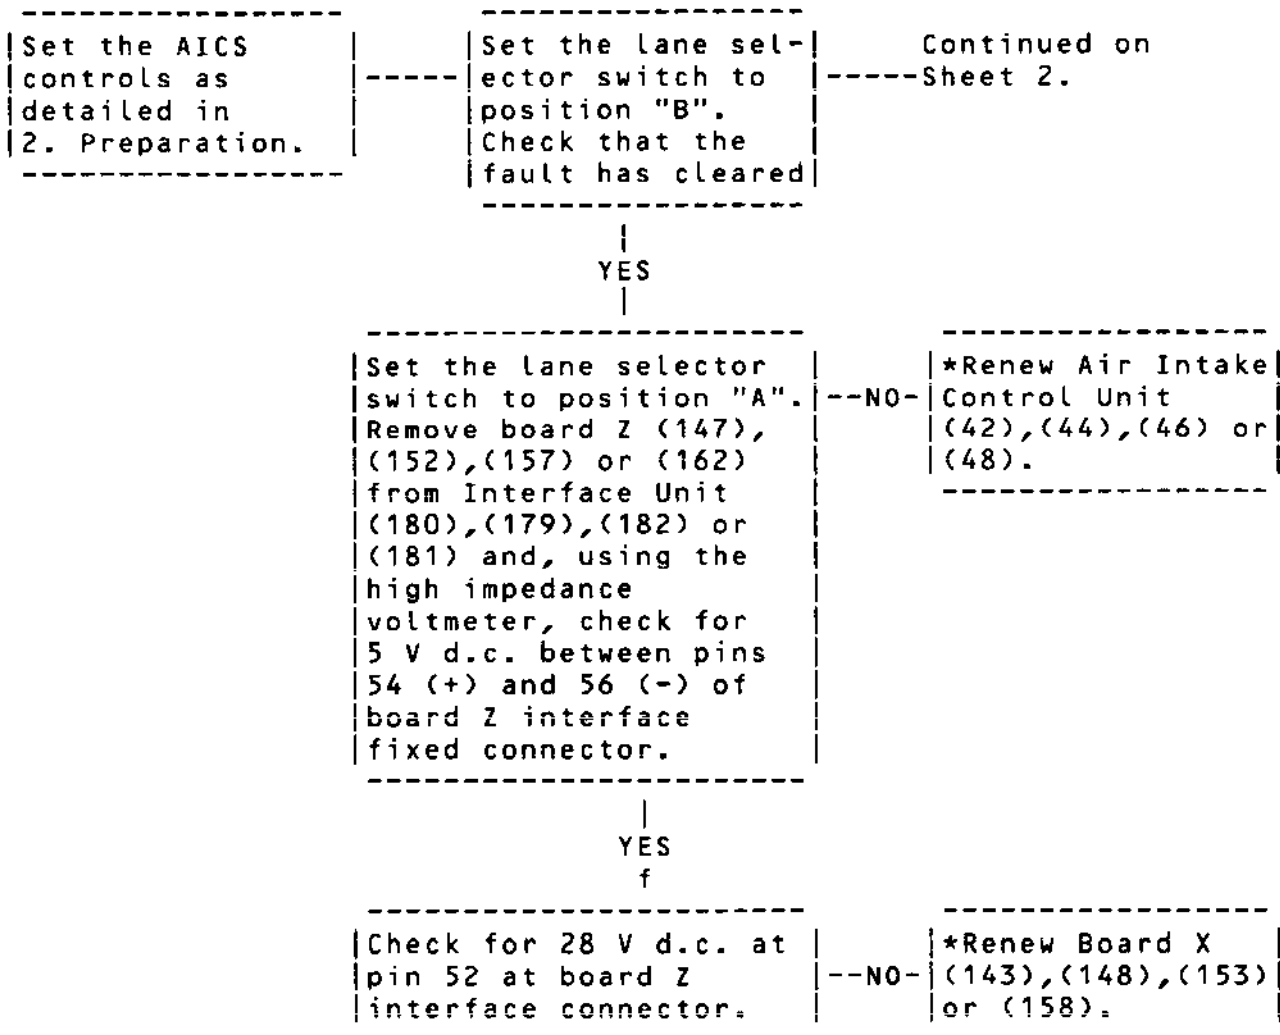 Set the AICS
controls as
detailed in
2. Preparation.
Set the lane sel-
ector switch to
position "B".
Check that the
fault has cleared
Continued on
Sheet 2.
YES
Set the lane selector
switch to position "A".
Remove board Z (147),
(152),(157) or (162)
from Interface Unit
(180),(179),(182) or
(181) and, using the
high impedance
voltmeter, check for
5 V d.c. between pins
54 (+) and 56 (-) of
board Z interface
fixed connector.
NO
*Renew Air Intake
Control Unit
(42),(44),(46) or
(48).
YES
f
Check for 28 V d.c. at
pin 52 at board Z
interface connector.
NO
*Renew Board X
(143),(148),(153)
or (158).